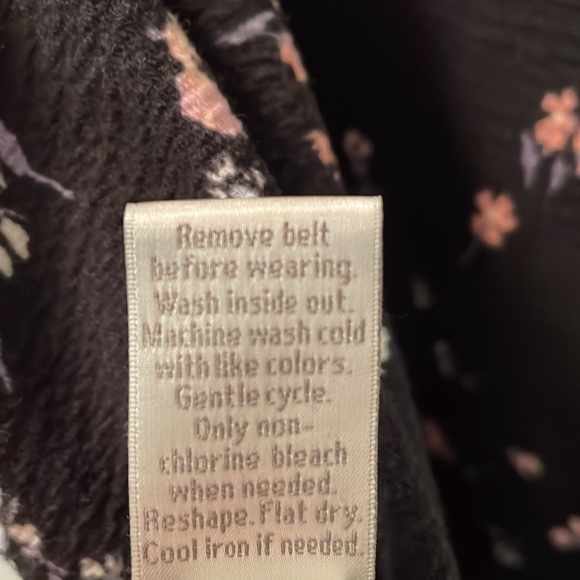 Remove belt
before wearing.
Wash inside out.
Machine wash cold
with like colors.
Gentle cycle.
Only non-
chlorine bleach
when needed.
Reshape. Flat dry.
Cool iron if needed.